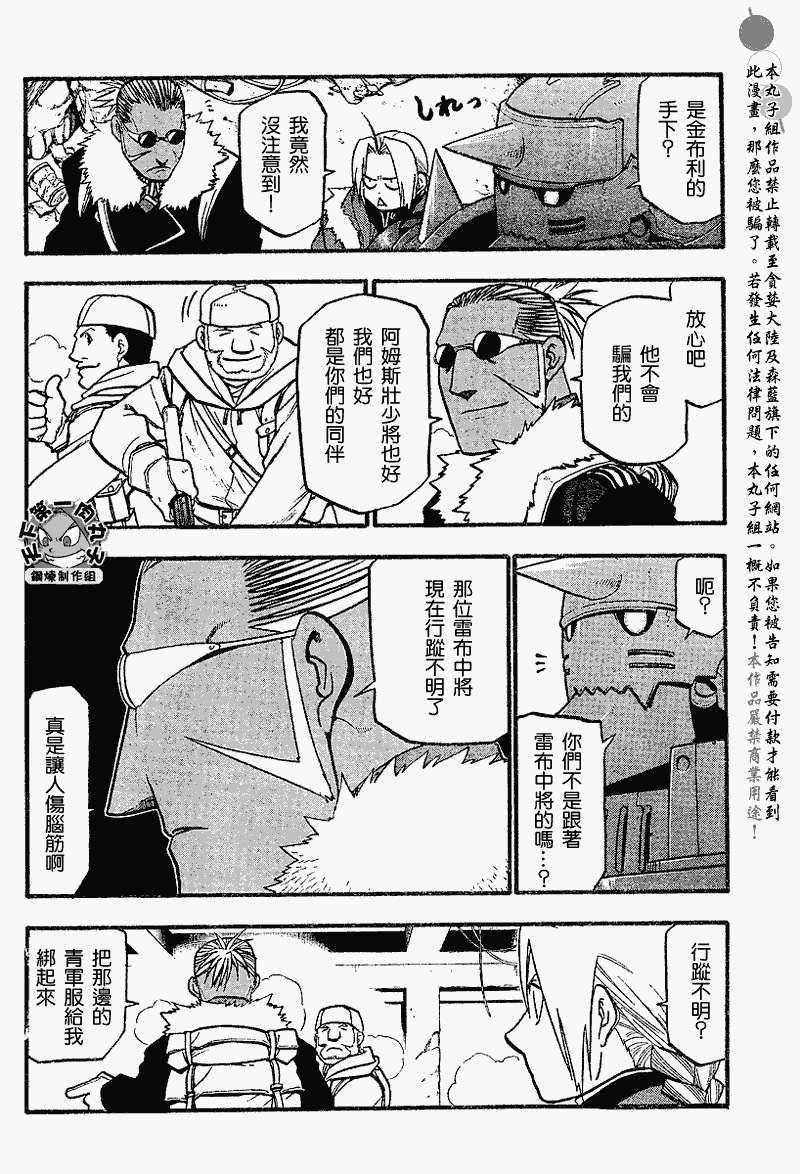 是金布利的
手下?
しれっ
我竟然
沒注意到!
放心吧
他不會
騙我們的
阿姆斯壯少將也好
我們也好
都是你們的同伴
呃?
你們不是跟著
雷布中將的嗎…?
那位雷布中將
現在行蹤不明了
真是讓人傷腦筋啊
行蹤不明?
把那邊的
青軍服給我
綁起來
天下第一肉丸子
鋼煉制作組
本丸子組作品禁止轉載至貪婪大陸及森藍旗下的任何網站。如果您被告知需要付款才能看到
此漫畫，那麼您被騙了。若發生任何法律問題，本丸子組一概不負責!本作品嚴禁商業用途!